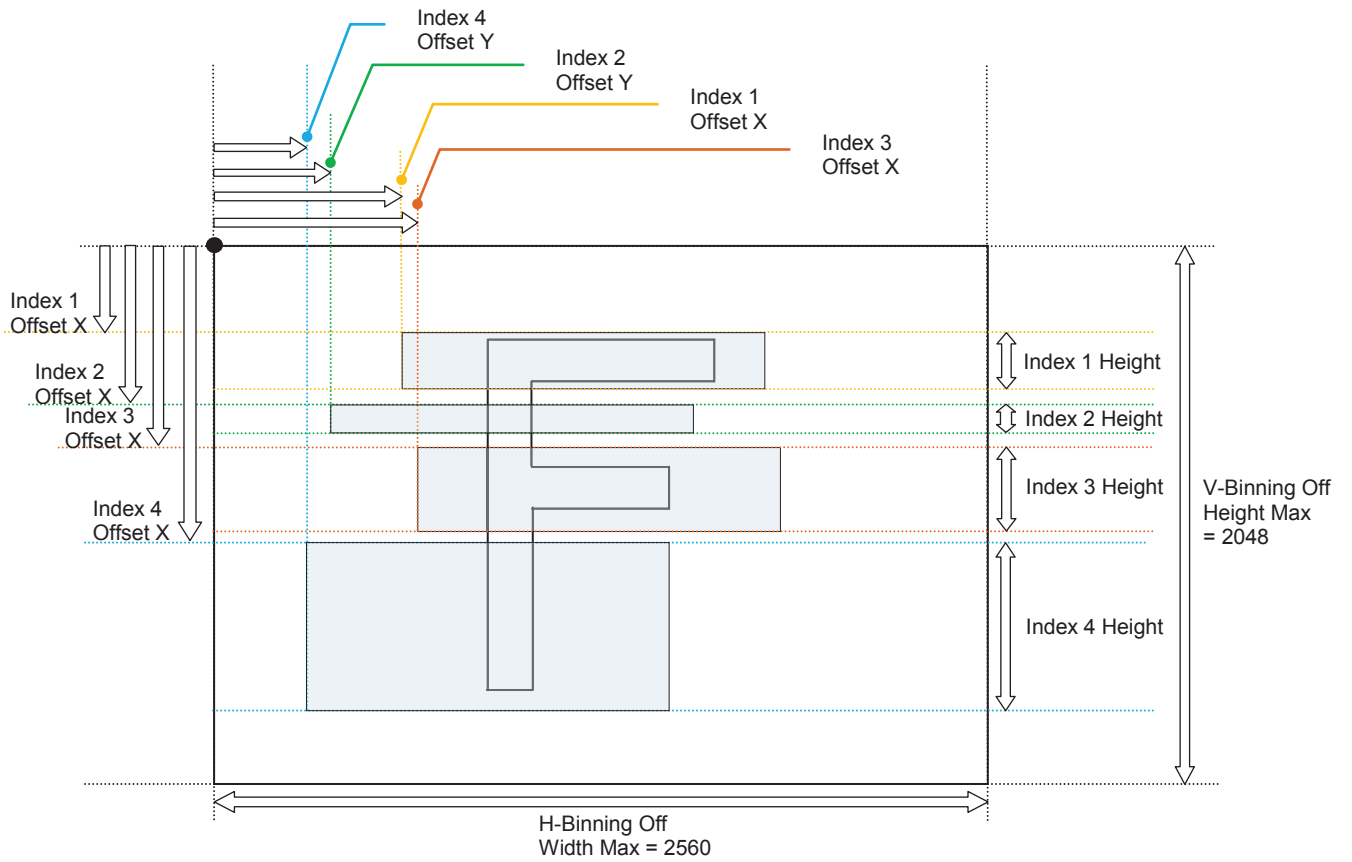 Index 4
Offset Y
Index 2
Offset Y
Index 1
Offset X
Index 3
Offset X
Index 1
Offset X
Index 2
Offset X
Index 3
Offset X
Index 4
Offset X
Index 1 Height
Index 2 Height
Index 3 Height
Index 4 Height
V-Binning Off
Height Max
= 2048
H-Binning Off
Width Max = 2560